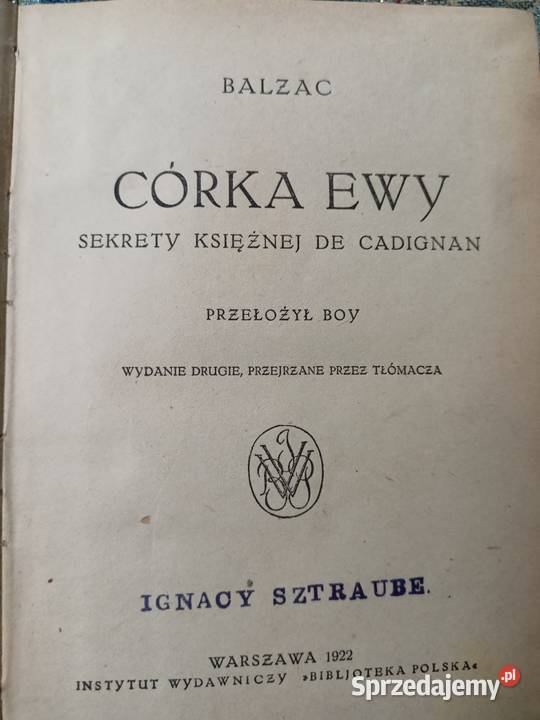 BALZAC
CÓRKA EWY
SEKRETY KSIĘŻNEJ DE CADIGNAN
PRZEŁOŻYŁ BOY
WYDANIE DRUGIE, PRZEJRZANE PRZEZ TŁÓMACZA
IGNACY SZTRAUBE.
WARSZAWA 1922
INSTYTUT WYDAWNICZY »BIBLJOTEKA POLSKA«
Sprzedajemy.pl